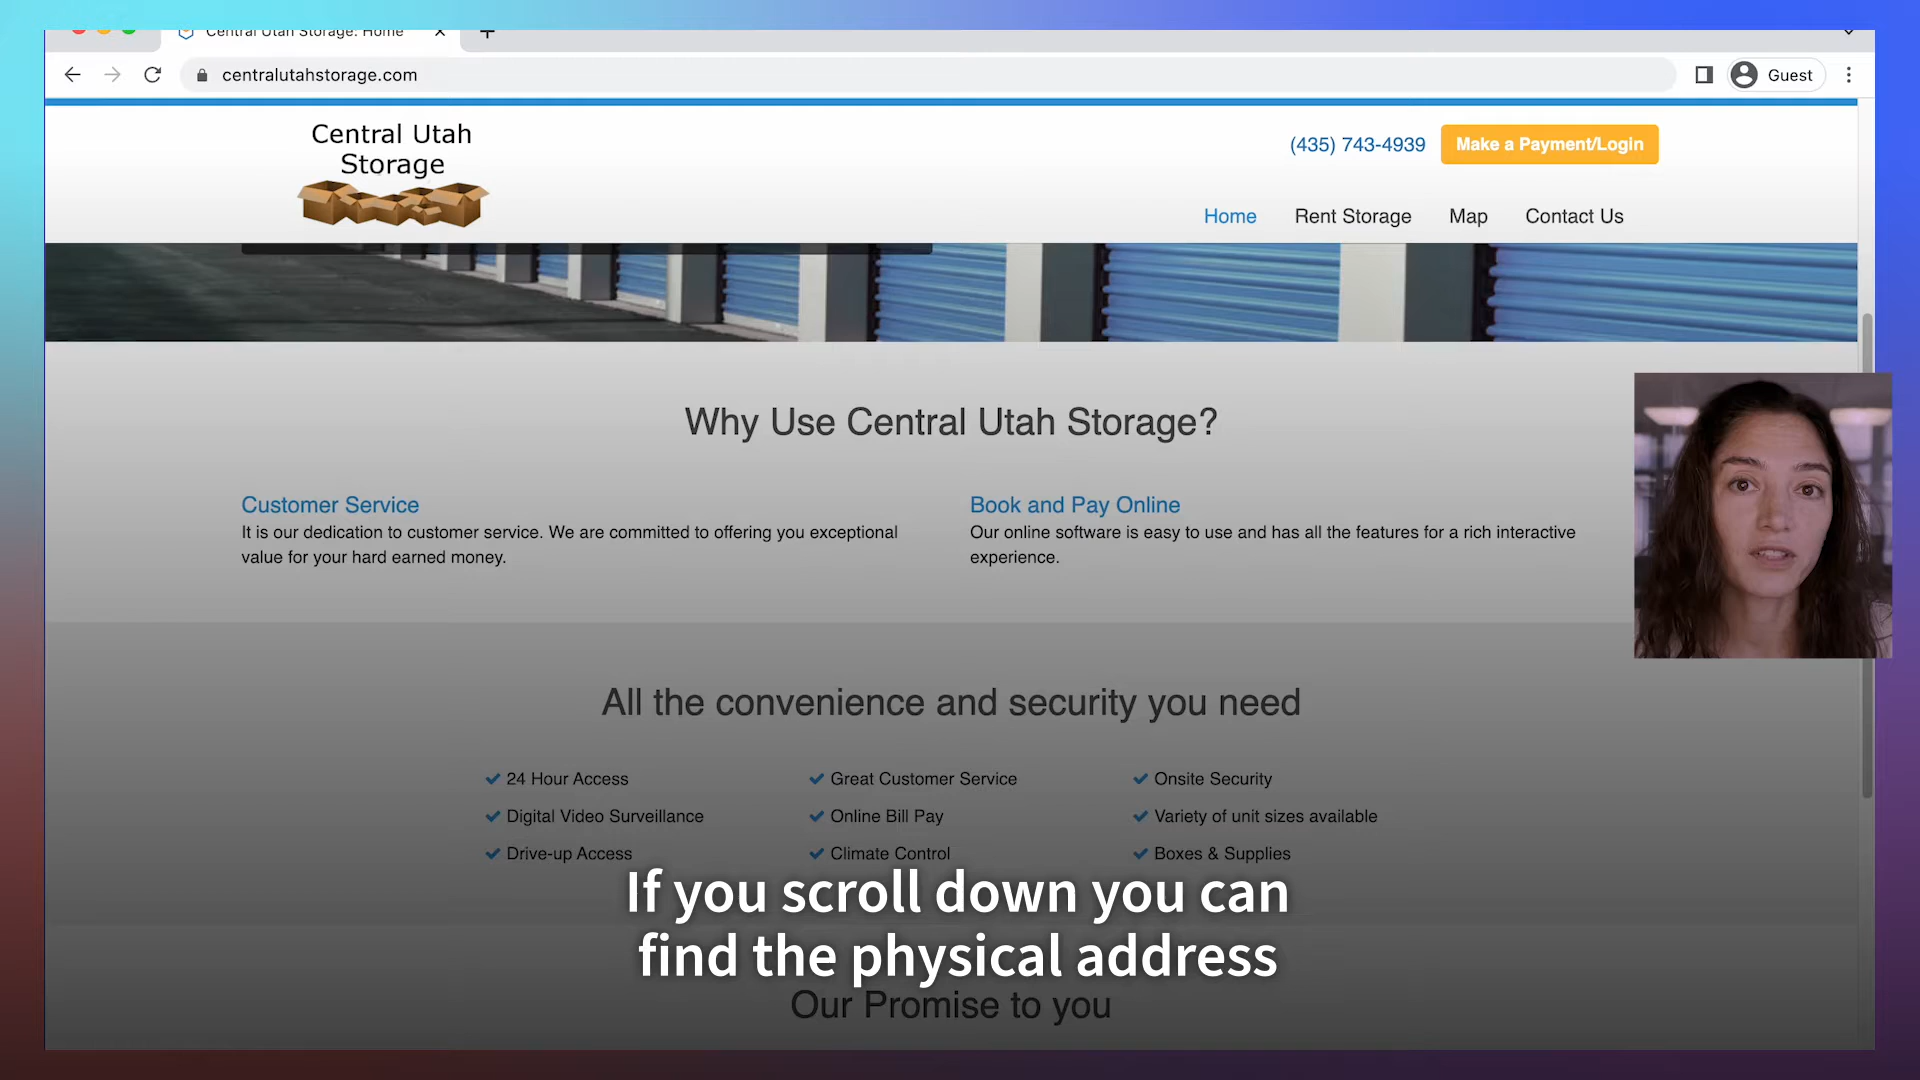 Central Utah Storage: Home
centralutahstorage.com
Guest
Central Utah
Storage
(435) 743-4939
Make a Payment/Login
Home
Rent Storage
Map
Contact Us
Why Use Central Utah Storage?
Customer Service
It is our dedication to customer service. We are committed to offering you exceptional
value for your hard earned money.
Book and Pay Online
Our online software is easy to use and has all the features for a rich interactive
experience.
All the convenience and security you need
24 Hour Access
Great Customer Service
Onsite Security
Digital Video Surveillance
Online Bill Pay
Variety of unit sizes available
Drive-up Access
Climate Control
Boxes & Supplies
If you scroll down you can
find the physical address
Our Promise to you